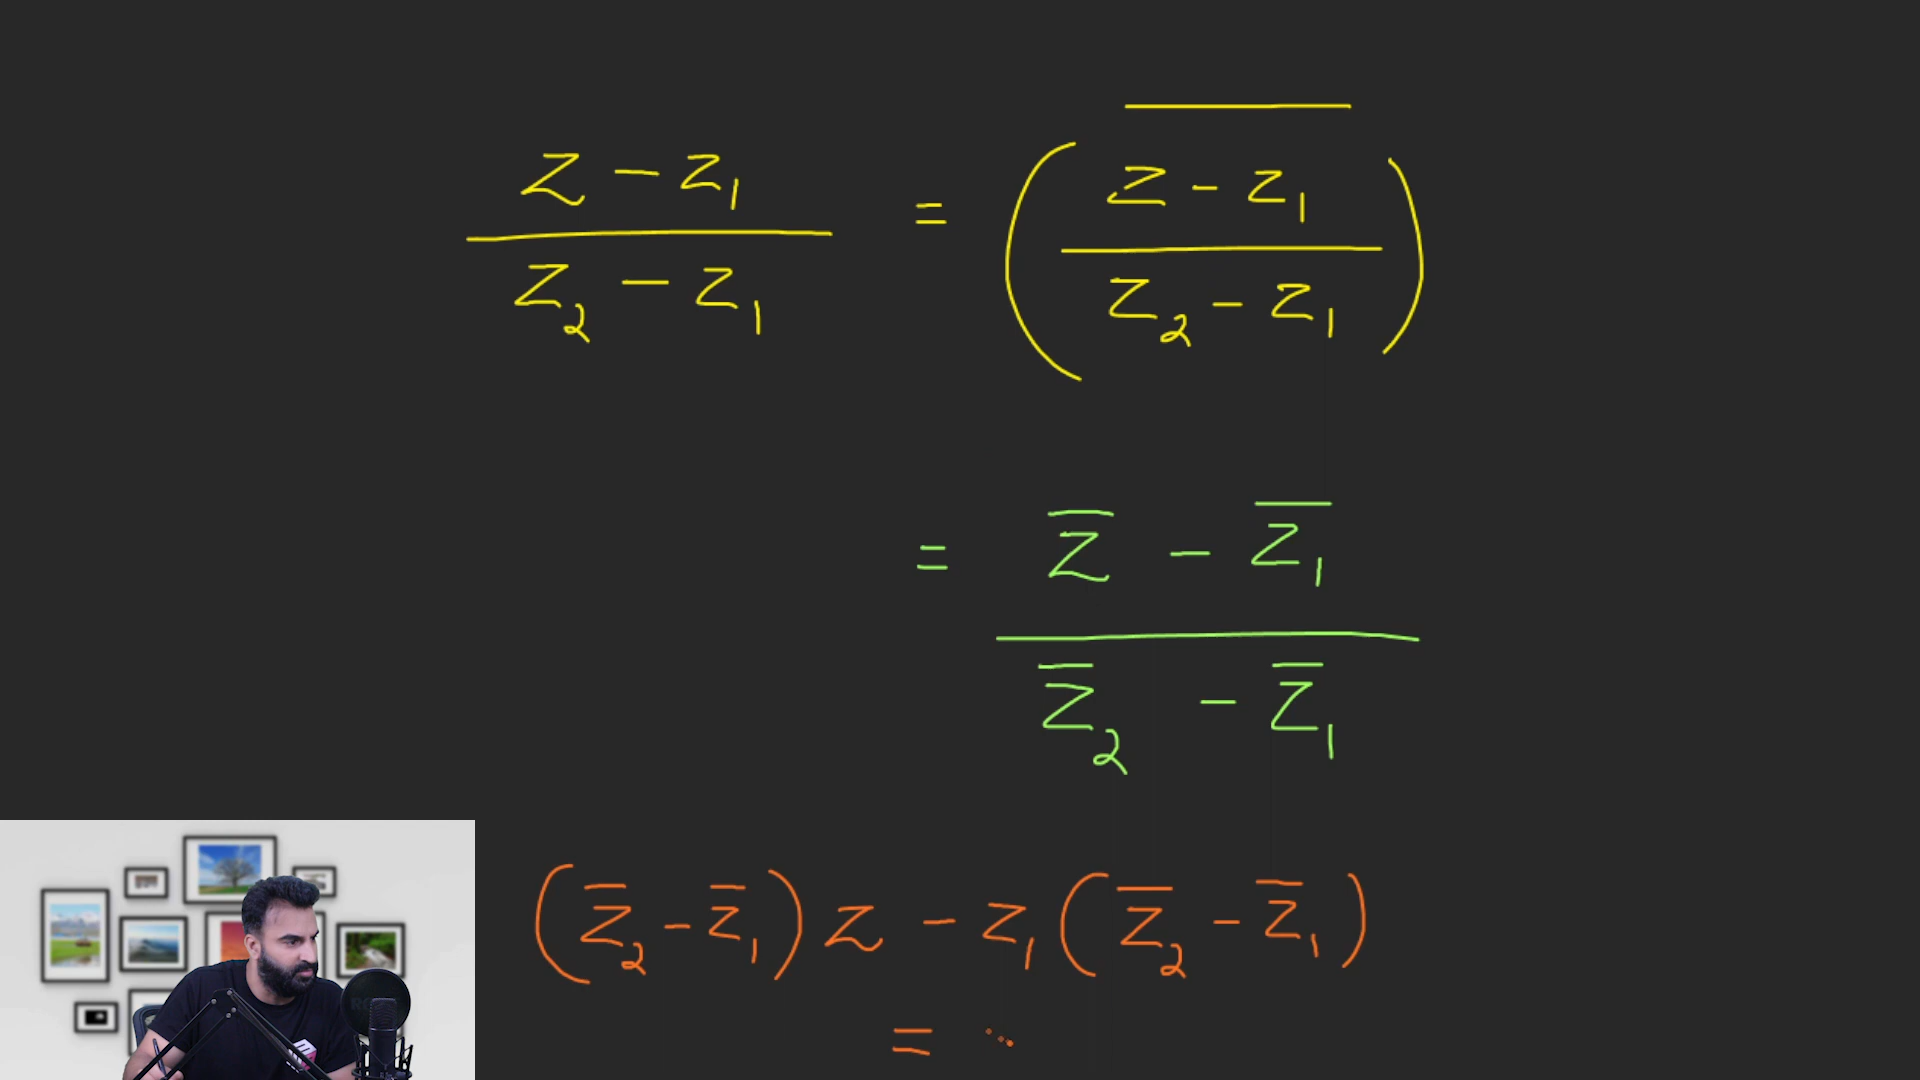 (z - z₁)/(z₂ - z₁) = \overline{((z - z₁)/(z₂ - z₁))}
= (z̄ - z̄₁)/(z̄₂ - z̄₁)
(z̄₂ - z̄₁) z - z₁ (z̄₂ - z̄₁)
=